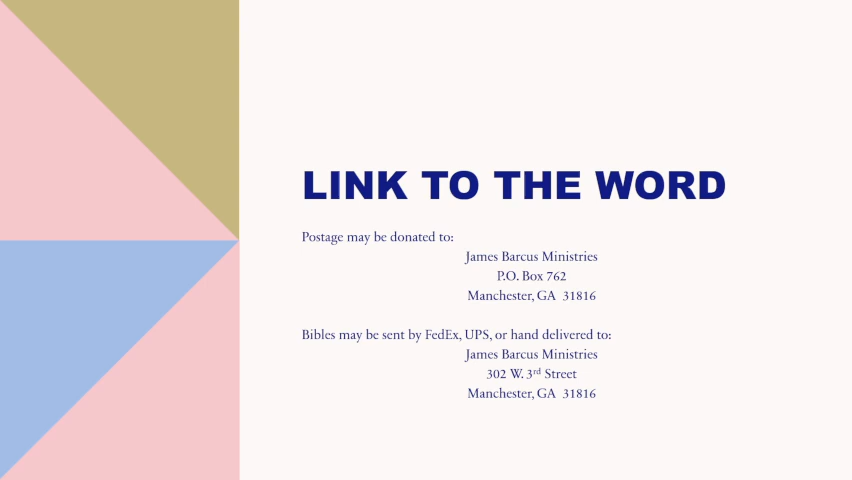 LINK TO THE WORD
Postage may be donated to:
James Barcus Ministries
P.O. Box 762
Manchester, GA  31816
Bibles may be sent by FedEx, UPS, or hand delivered to:
James Barcus Ministries
302 W. 3rd Street
Manchester, GA  31816